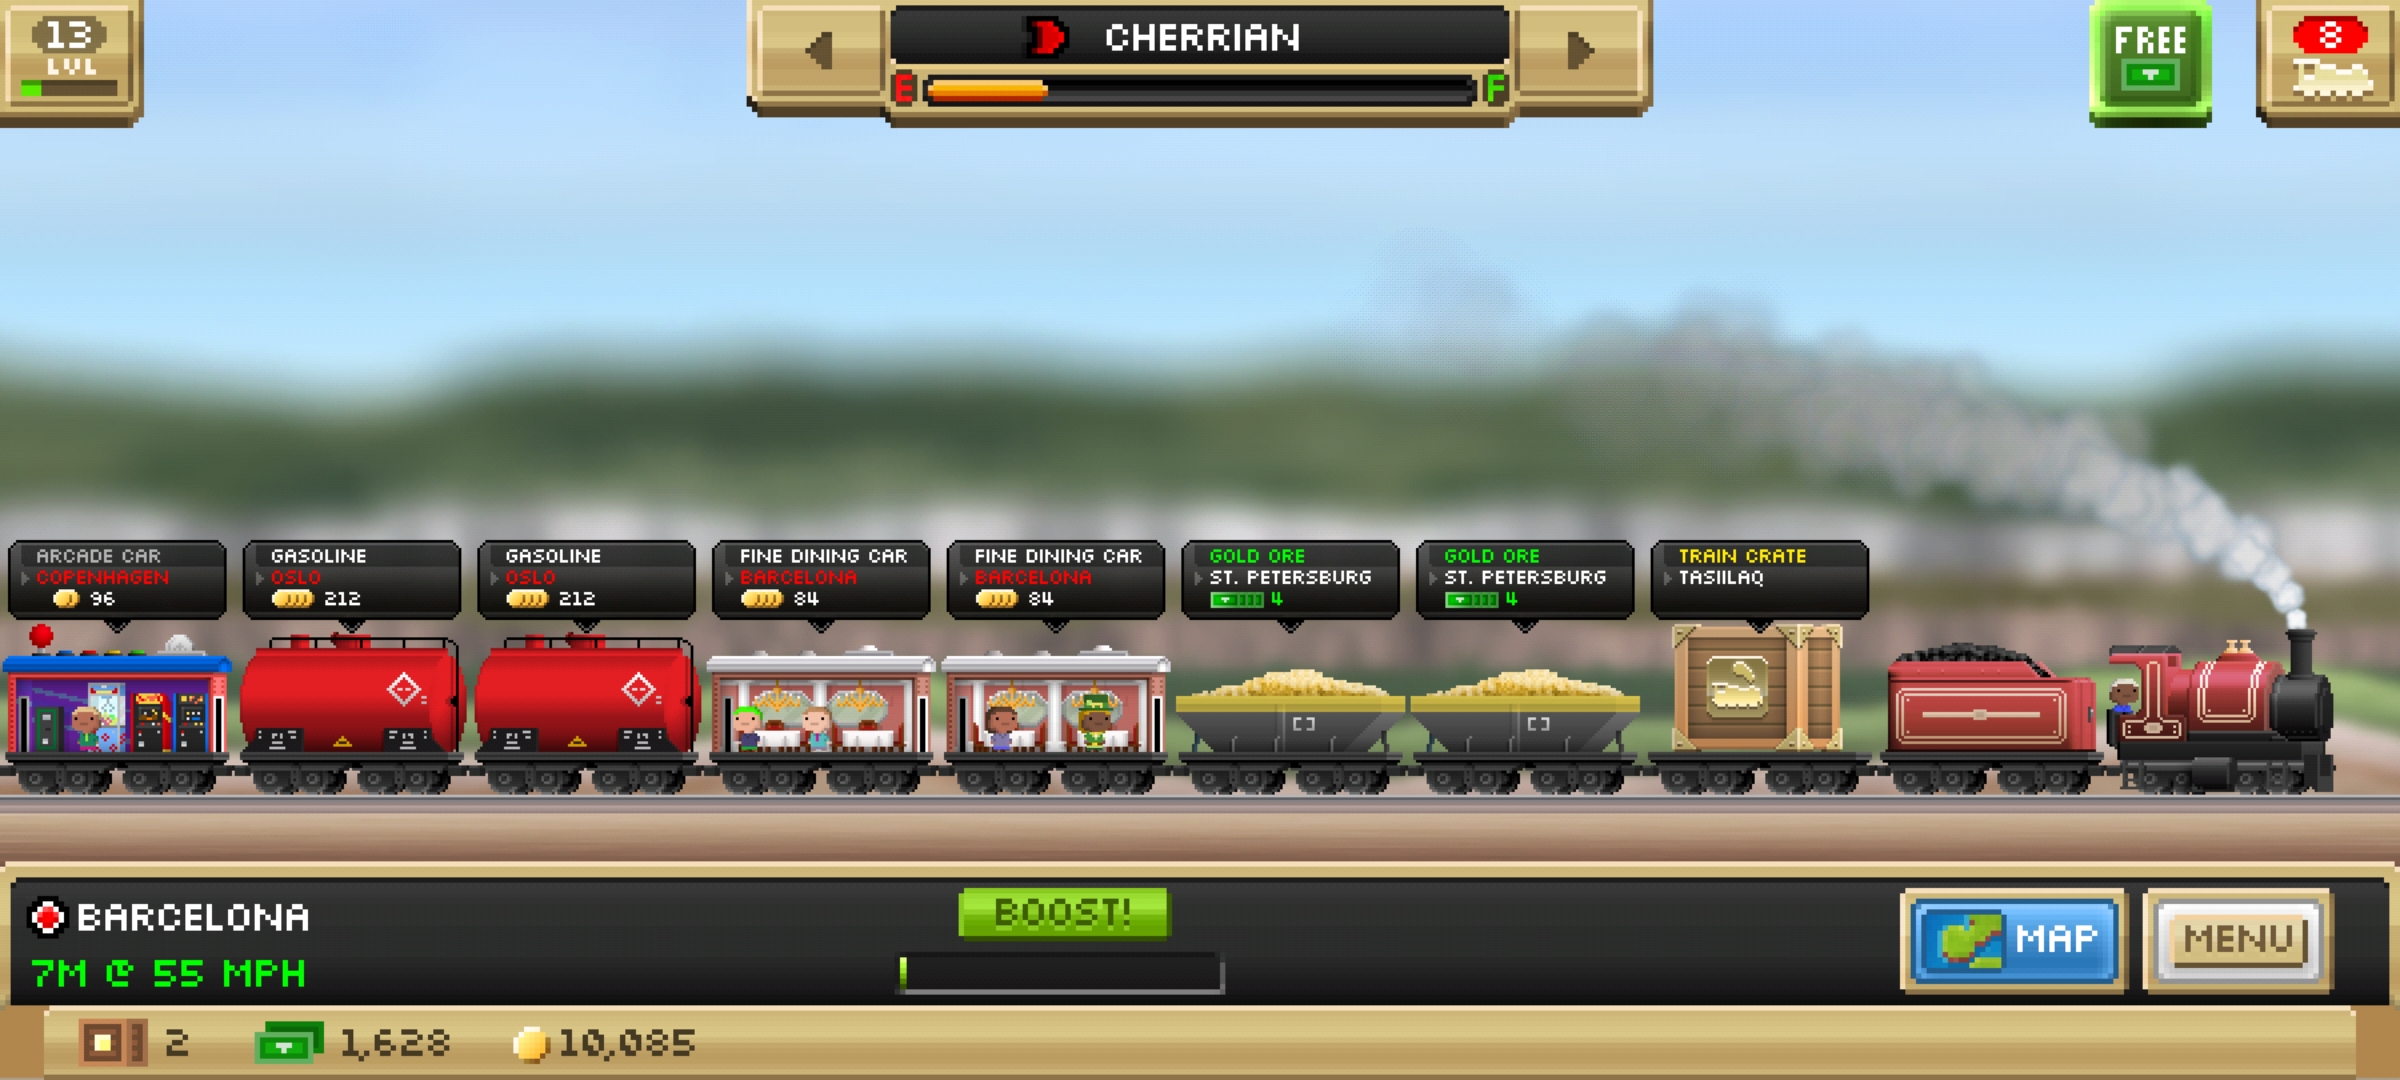 13
LVL
CHERRIAN
E F
FREE
8
ARCADE CAR
COPENHAGEN
96
GASOLINE
OSLO
212
GASOLINE
OSLO
212
FINE DINING CAR
BARCELONA
84
FINE DINING CAR
BARCELONA
84
GOLD ORE
ST. PETERSBURG
4
GOLD ORE
ST. PETERSBURG
4
TRAIN CRATE
TASIILAQ
BARCELONA
7M @ 55 MPH
BOOST!
MAP
MENU
2
1,628
10,085